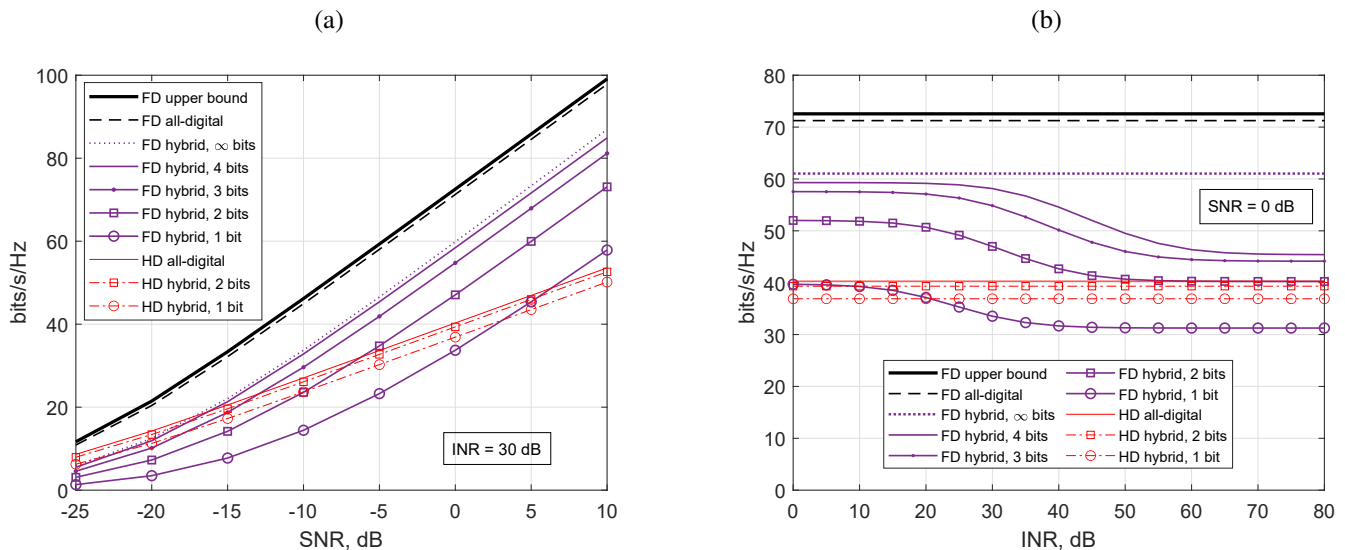 (a)
(b)
100
80
60
40
20
0
-25
-20
-15
-10
-5
0
5
10
bits/s/Hz
SNR, dB
FD upper bound
FD all-digital
FD hybrid, ∞ bits
FD hybrid, 4 bits
FD hybrid, 3 bits
FD hybrid, 2 bits
FD hybrid, 1 bit
HD all-digital
HD hybrid, 2 bits
HD hybrid, 1 bit
INR = 30 dB
80
70
60
50
40
30
20
10
0
0
10
20
30
40
50
60
70
80
bits/s/Hz
INR, dB
SNR = 0 dB
FD upper bound
FD all-digital
FD hybrid, ∞ bits
FD hybrid, 4 bits
FD hybrid, 3 bits
FD hybrid, 2 bits
FD hybrid, 1 bit
HD all-digital
HD hybrid, 2 bits
HD hybrid, 1 bit